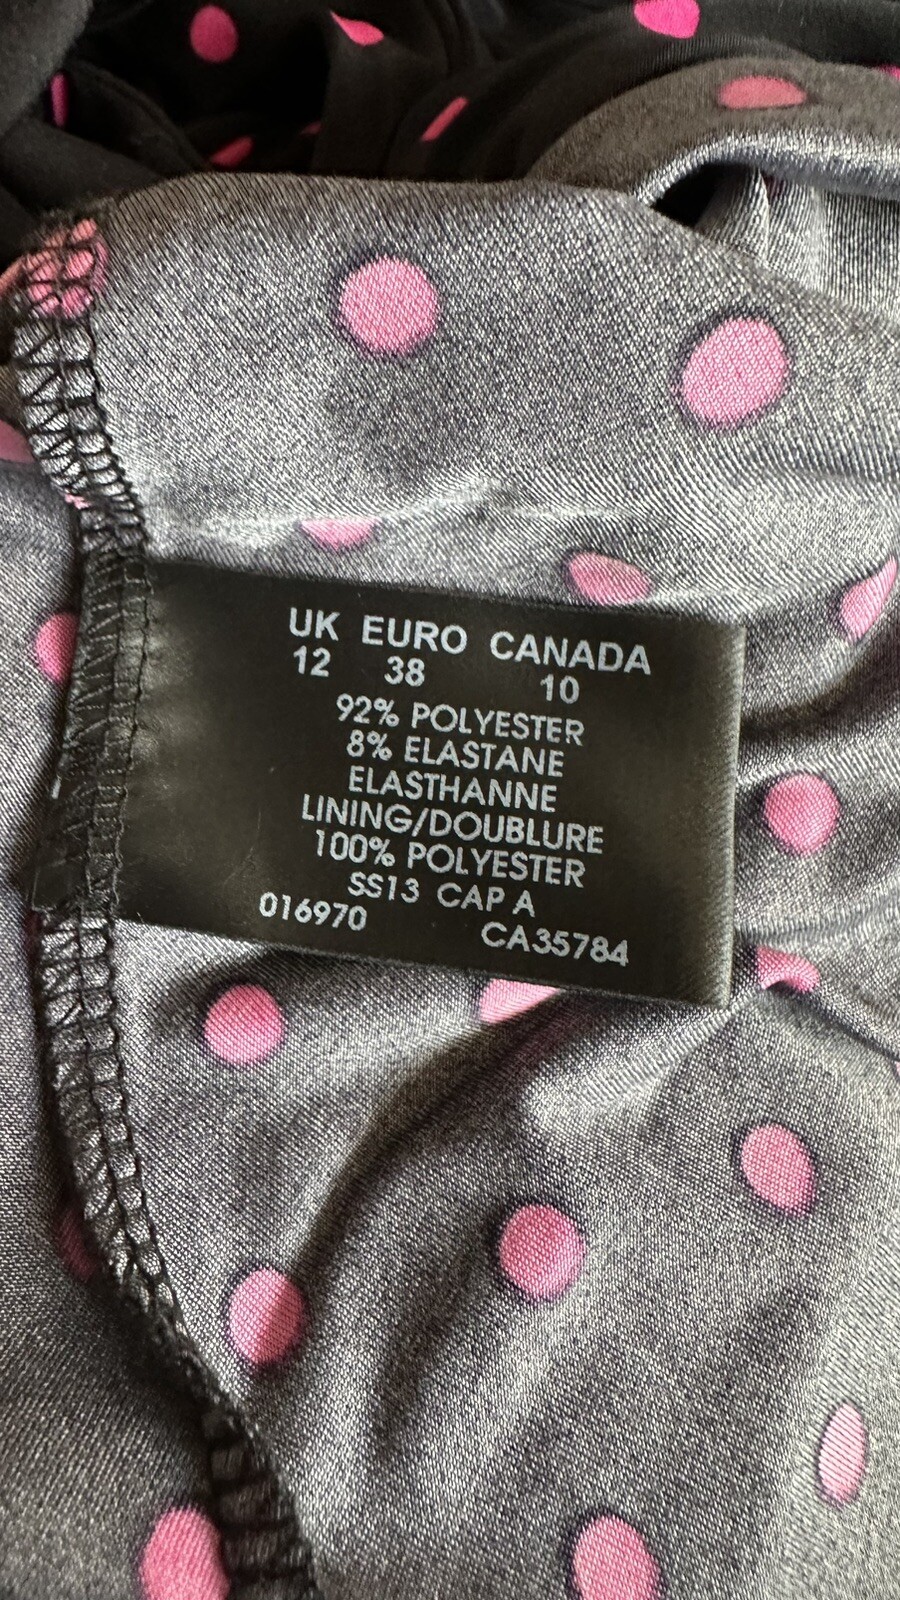 UK EURO CANADA
12 38 10
92% POLYESTER
8% ELASTANE
ELASTHANNE
LINING/DOUBLURE
100% POLYESTER
SS13 CAP A
016970 CA35784